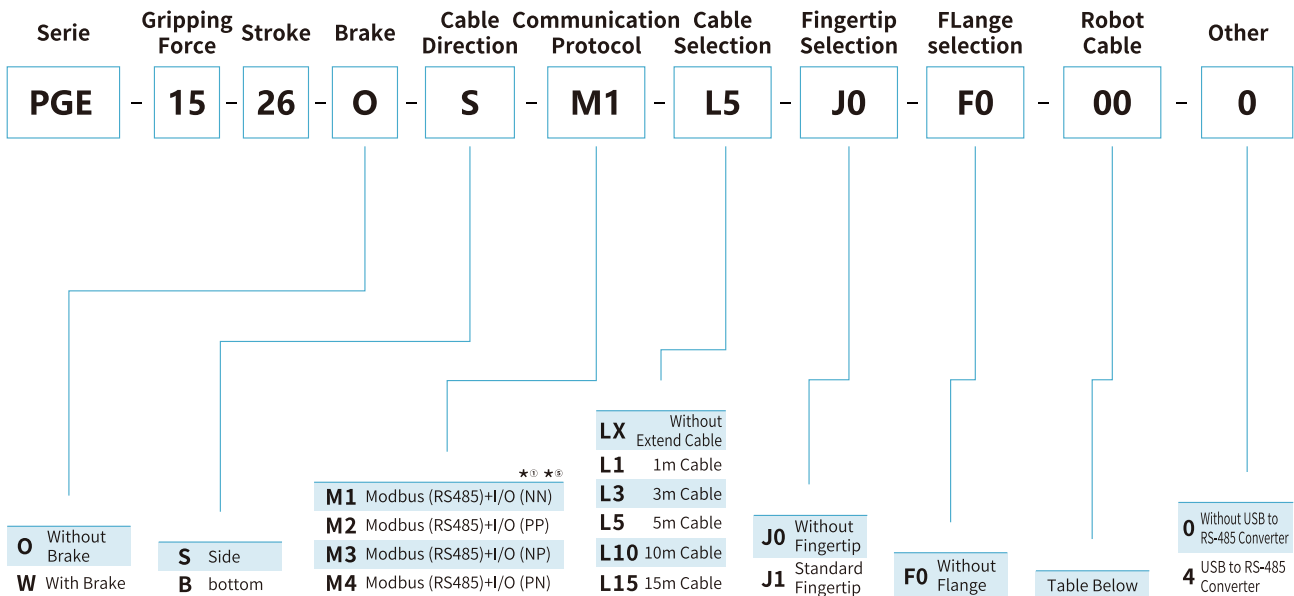 Serie
Gripping
Force
Stroke
Brake
Cable
Direction
Communication
Protocol
Cable
Selection
Fingertip
Selection
FLange
selection
Robot
Cable
Other
PGE - 15 - 26 - O - S - M1 - L5 - J0 - F0 - 00 - 0
O Without
Brake
W With Brake
S Side
B bottom
★① ★⑤
M1 Modbus (RS485)+I/O (NN)
M2 Modbus (RS485)+I/O (PP)
M3 Modbus (RS485)+I/O (NP)
M4 Modbus (RS485)+I/O (PN)
LX Without
Extend Cable
L1 1m Cable
L3 3m Cable
L5 5m Cable
L10 10m Cable
L15 15m Cable
J0 Without
Fingertip
J1 Standard
Fingertip
F0 Without
Flange
Table Below
0 Without USB to
RS-485 Converter
4 USB to RS-485
Converter